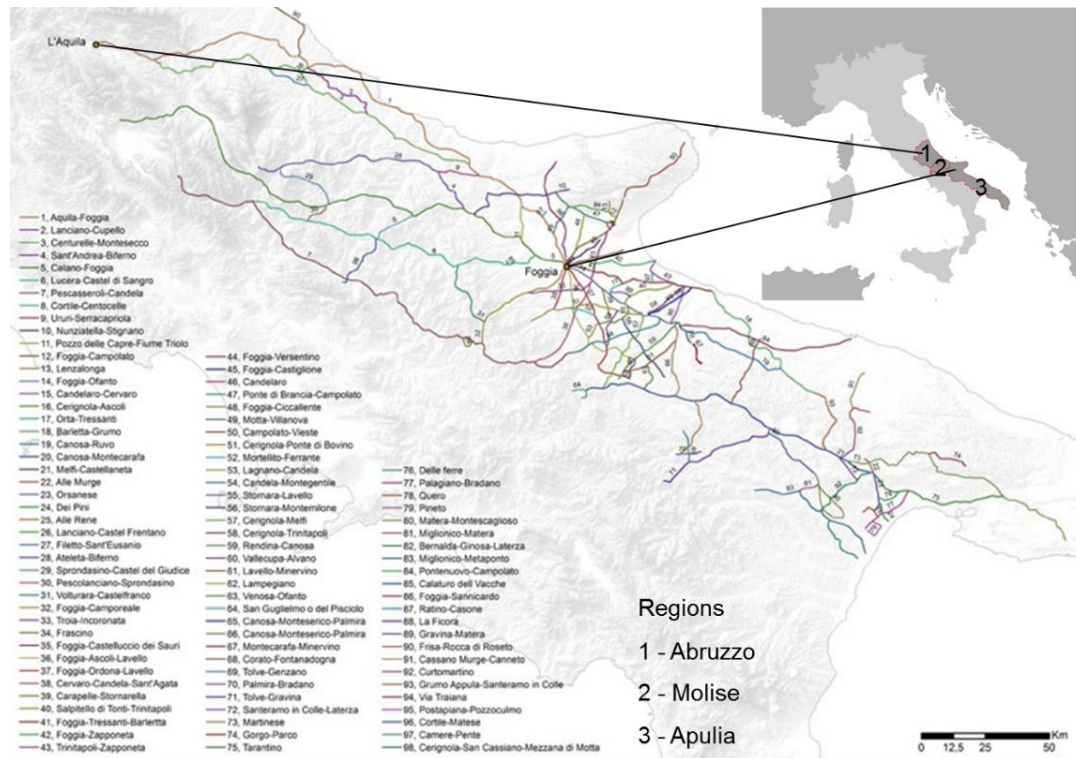 L'Aquila
Foggia
1
2
3
1, Aquila-Foggia
2, Lanciano-Cupello
3, Centurelle-Montesecco
4, Sant'Andrea-Biferno
5, Celano-Foggia
6, Lucera-Castel di Sangro
7, Pescasseroli-Candela
8, Cortile-Centocelle
9, Ururi-Serracapriola
10, Nunziatella-Stignano
11, Pozzo delle Capre-Fiume Triolo
12, Foggia-Campolato
13, Lenzalonga
14, Foggia-Ofanto
15, Candelaro-Cervaro
16, Cerignola-Ascoli
17, Orta-Tressanti
18, Barletta-Grumo
19, Canosa-Ruvo
20, Canosa-Montecarafa
21, Melfi-Castellaneta
22, Alle Murge
23, Orsanese
24, Dei Pini
25, Alle Rene
26, Lanciano-Castel Frentano
27, Filetto-Sant'Eusanio
28, Ateleta-Biferno
29, Sprondasino-Castel del Giudice
30, Pescolanciano-Sprondasino
31, Volturara-Castelfranco
32, Foggia-Camporeale
33, Troia-Incoronata
34, Frascino
35, Foggia-Castelluccio dei Sauri
36, Foggia-Ascoli-Lavello
37, Foggia-Ordona-Lavello
38, Cervaro-Candela-Sant'Agata
39, Carapelle-Stornarella
40, Salpitello di Tonti-Trinitapoli
41, Foggia-Tressanti-Barlertta
42, Foggia-Zapponeta
43, Trinitapoli-Zapponeta
44, Foggia-Versentino
45, Foggia-Castiglione
46, Candelaro
47, Ponte di Brancia-Campolato
48, Foggia-Ciccallente
49, Motta-Villanova
50, Campolato-Vieste
51, Cerignola-Ponte di Bovino
52, Mortellito-Ferrante
53, Lagnano-Candela
54, Candela-Montegentile
55, Stornara-Lavello
56, Stornara-Montemilone
57, Cerignola-Melfi
58, Cerignola-Trinitapoli
59, Rendina-Canosa
60, Vallecupa-Alvano
61, Lavello-Minervino
62, Lampegiano
63, Venosa-Ofanto
64, San Guglielmo o del Pisciolo
65, Canosa-Monteserico-Palmira
66, Canosa-Monteserico-Palmira
67, Montecarafa-Minervino
68, Corato-Fontanadogna
69, Tolve-Genzano
70, Palmira-Bradano
71, Tolve-Gravina
72, Santeramo in Colle-Laterza
73, Martinese
74, Gorgo-Parco
75, Tarantino
76, Delle ferre
77, Palagiano-Bradano
78, Quero
79, Pineto
80, Matera-Montescaglioso
81, Miglionico-Matera
82, Bernalda-Ginosa-Laterza
83, Miglionico-Metaponto
84, Pontenuovo-Campolato
85, Calaturo dell Vacche
86, Foggia-Sannicardo
87, Ratino-Casone
88, La Ficora
89, Gravina-Matera
90, Frisa-Rocca di Roseto
91, Cassano Murge-Canneto
92, Curtomartino
93, Grumo Appula-Santeramo in Colle
94, Via Traiana
95, Postapiana-Pozzoculmo
96, Cortile-Matese
97, Camere-Pente
98, Cerignola-San Cassiano-Mezzana di Motta
Regions
1 - Abruzzo
2 - Molise
3 - Apulia
Km
0 12,5 25 50